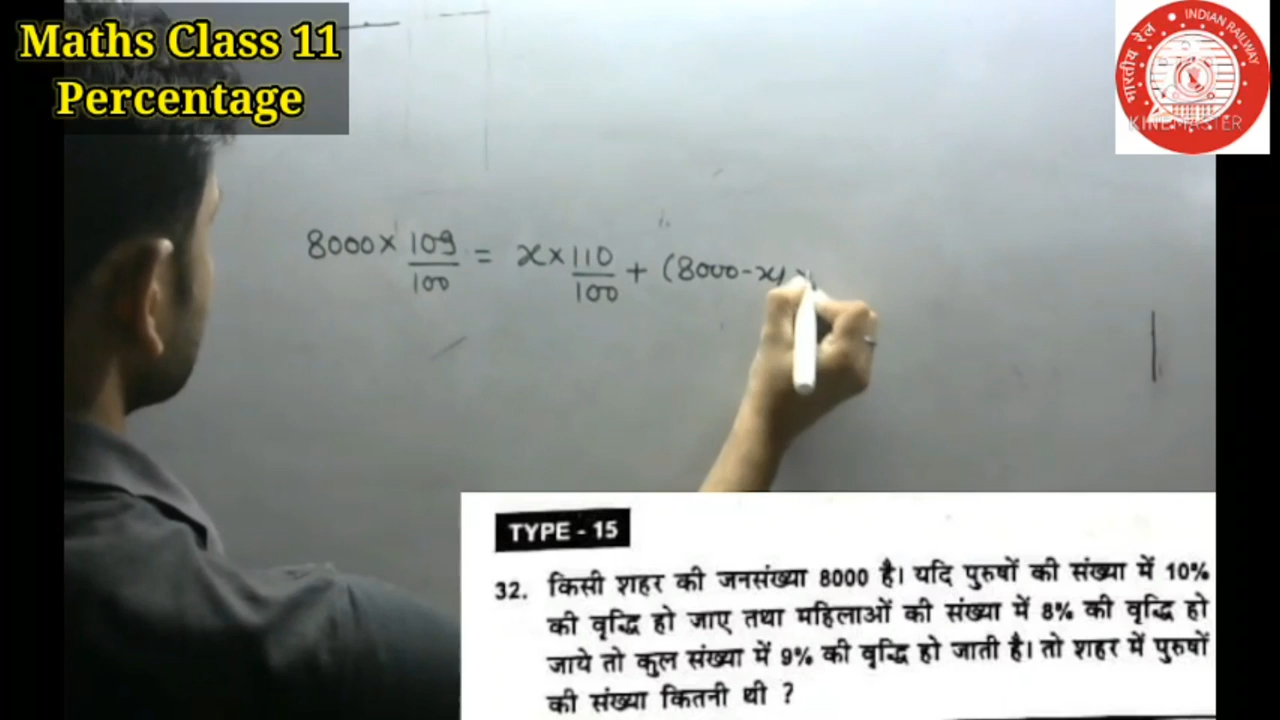 Maths Class 11
Percentage
भारतीय रेल INDIAN RAILWAY
KINEMASTER
8000 × 109/100 = x × 110/100 + (8000-x) ×
TYPE - 15
32. किसी शहर की जनसंख्या 8000 है। यदि पुरुषों की संख्या में 10%
की वृद्धि हो जाए तथा महिलाओं की संख्या में 8% की वृद्धि हो
जाये तो कुल संख्या में 9% की वृद्धि हो जाती है। तो शहर में पुरुषों
की संख्या कितनी थी ?